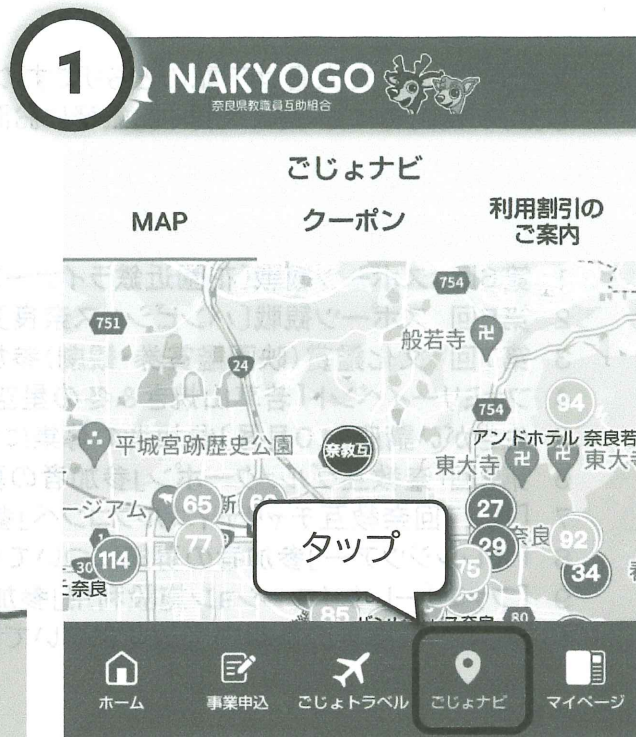 1
NAKYOGO
奈良県教職員互助組合
ごじょナビ
MAP
クーポン
利用割引の
ご案内
754
751
般若寺
24
754
94
平城宮跡歴史公園
奈教互
アンドホテル 奈良若
東大寺
東大寺
ージアム
65
新
27
77
タップ
29
奈良
92
114
75
34
奈良
85
80
ホーム
事業申込
ごじょトラベル
ごじょナビ
マイページ